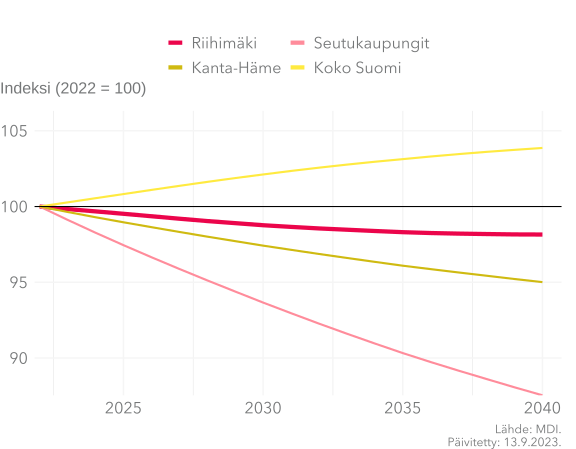 Riihimäki Seutukaupungit
Kanta-Häme Koko Suomi
Indeksi (2022 = 100)
105
100
95
90
2025 2030 2035 2040
Lähde: MDI.
Päivitetty: 13.9.2023.